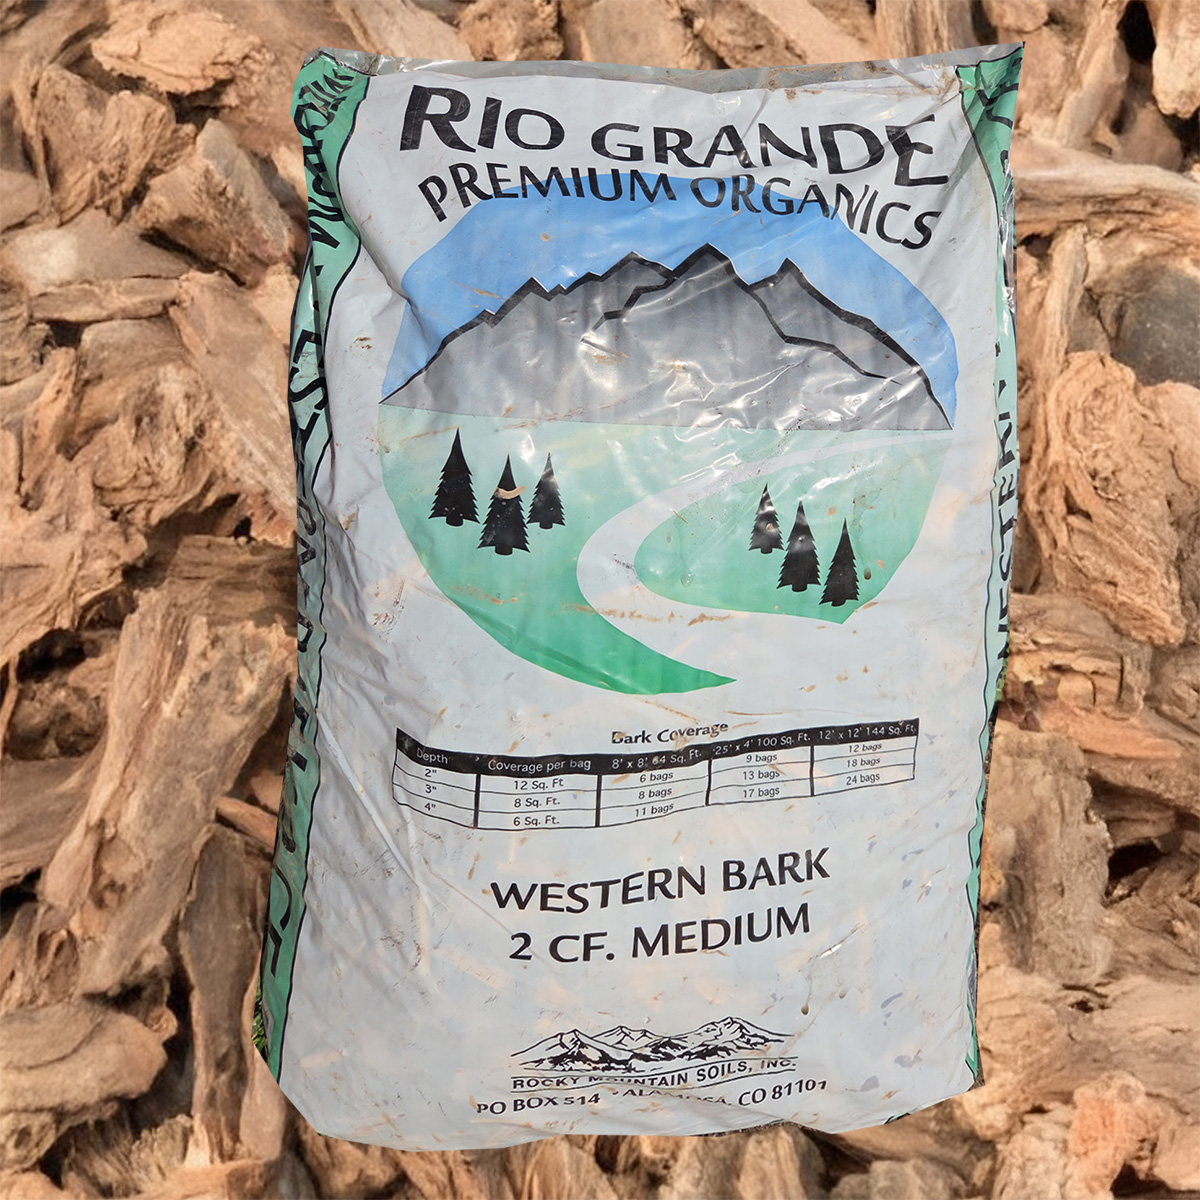 RIO GRANDE
PREMIUM ORGANICS
Bark Coverage
Depth Coverage per bag 8' x 8' 64 Sq. Ft. 25' x 4' 100 Sq. Ft. 12' x 12' 144 Sq. Ft.
2" 12 Sq. Ft 6 bags 9 bags 12 bags
3" 8 Sq. Ft. 8 bags 13 bags 18 bags
4" 6 Sq. Ft. 11 bags 17 bags 24 bags
WESTERN BARK
2 CF. MEDIUM
ROCKY MOUNTAIN SOILS, INC.
PO BOX 514 • ALAMOSA, CO 81101
WESTERN